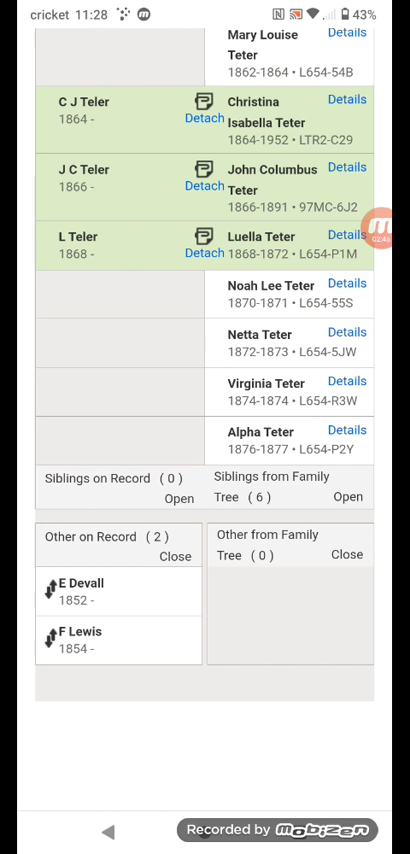 cricket 11:28 43%
Mary Louise Details
Teter
1862-1864 • L654-54B
C J Teler Christina Details
1864 - Detach Isabella Teter
1864-1952 • LTR2-C29
J C Teler John Columbus Details
1866 - Detach Teter
1866-1891 • 97MC-6J2
L Teler Luella Teter Details
1868 - Detach 1868-1872 • L654-P1M
02:46
Noah Lee Teter Details
1870-1871 • L654-55S
Netta Teter Details
1872-1873 • L654-5JW
Virginia Teter Details
1874-1874 • L654-R3W
Alpha Teter Details
1876-1877 • L654-P2Y
Siblings on Record ( 0 ) Siblings from Family
Open Tree ( 6 ) Open
Other on Record ( 2 ) Other from Family
Close Tree ( 0 ) Close
E Devall
1852 -
F Lewis
1854 -
Recorded by mobizen